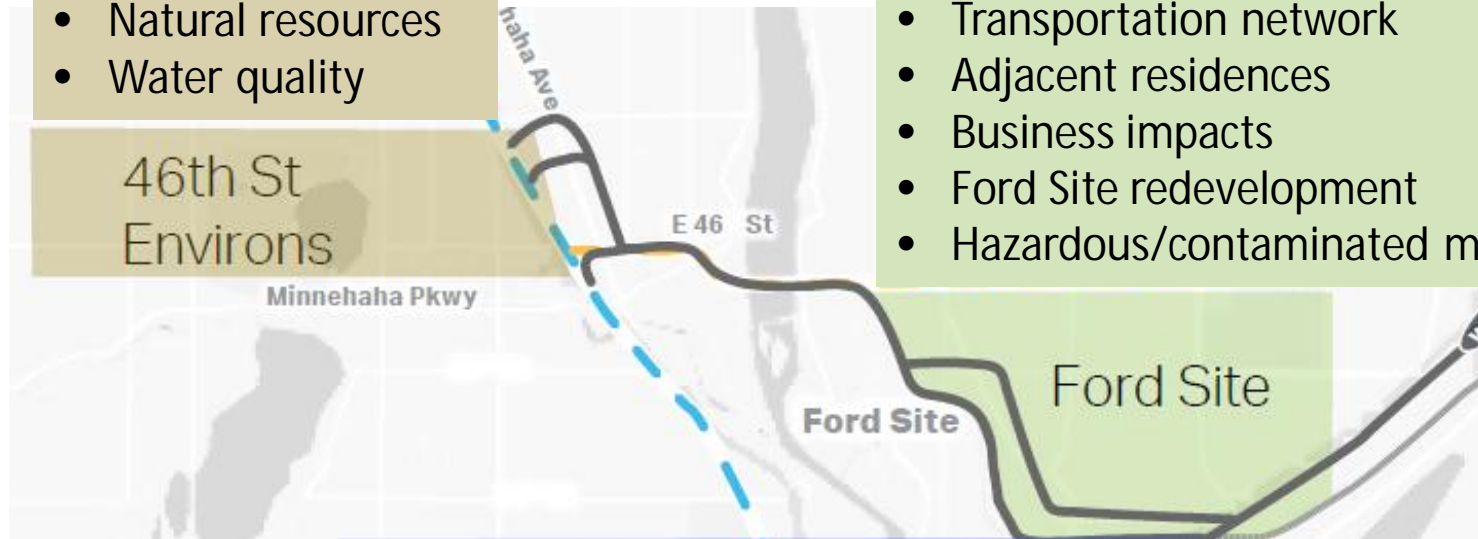 • Natural resources
• Water quality
46th St
Environs
Minnehaha Pkwy
haha Ave
E 46 St
• Transportation network
• Adjacent residences
• Business impacts
• Ford Site redevelopment
• Hazardous/contaminated m
Ford Site
Ford Site